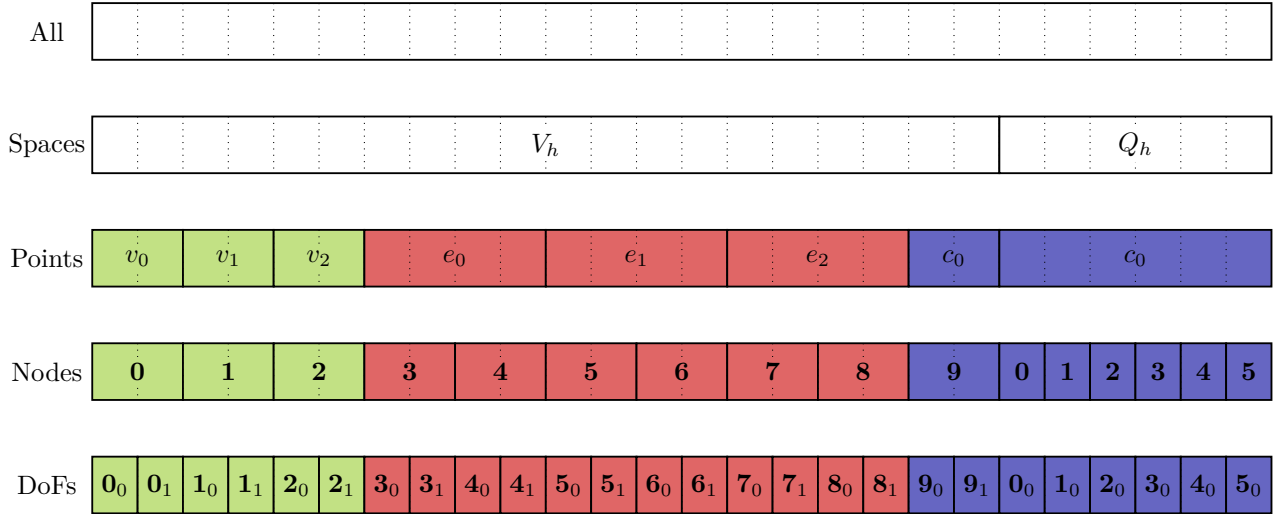 All
Spaces V_h Q_h
Points v_0 v_1 v_2 e_0 e_1 e_2 c_0 c_0
Nodes 0 1 2 3 4 5 6 7 8 9 0 1 2 3 4 5
DoFs 0_0 0_1 1_0 1_1 2_0 2_1 3_0 3_1 4_0 4_1 5_0 5_1 6_0 6_1 7_0 7_1 8_0 8_1 9_0 9_1 0_0 1_0 2_0 3_0 4_0 5_0